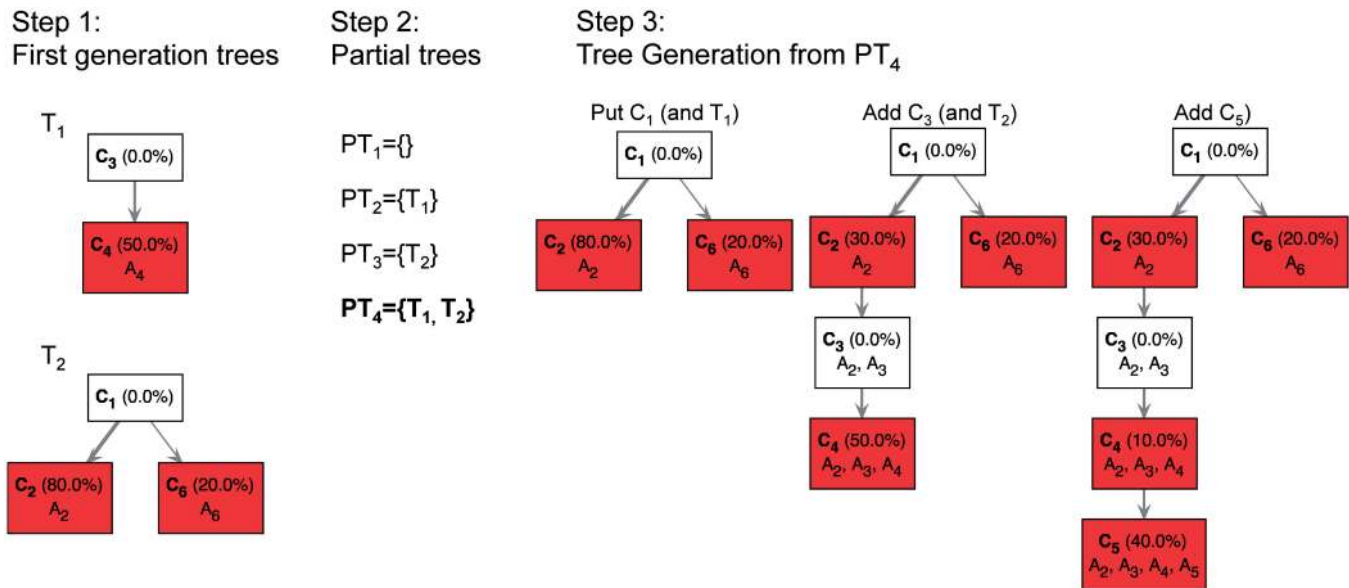 Step 1:
First generation trees
T₁
C₃ (0.0%)
C₄ (50.0%)
A₄
T₂
C₁ (0.0%)
C₂ (80.0%)
A₂
C₆ (20.0%)
A₆
Step 2:
Partial trees
PT₁={}
PT₂={T₁}
PT₃={T₂}
PT₄={T₁, T₂}
Step 3:
Tree Generation from PT₄
Put C₁ (and T₁)
C₁ (0.0%)
C₂ (80.0%)
A₂
C₆ (20.0%)
A₆
Add C₃ (and T₂)
C₁ (0.0%)
C₂ (30.0%)
A₂
C₆ (20.0%)
A₆
C₃ (0.0%)
A₂, A₃
C₄ (50.0%)
A₂, A₃, A₄
Add C₅)
C₁ (0.0%)
C₂ (30.0%)
A₂
C₆ (20.0%)
A₆
C₃ (0.0%)
A₂, A₃
C₄ (10.0%)
A₂, A₃, A₄
C₅ (40.0%)
A₂, A₃, A₄, A₅